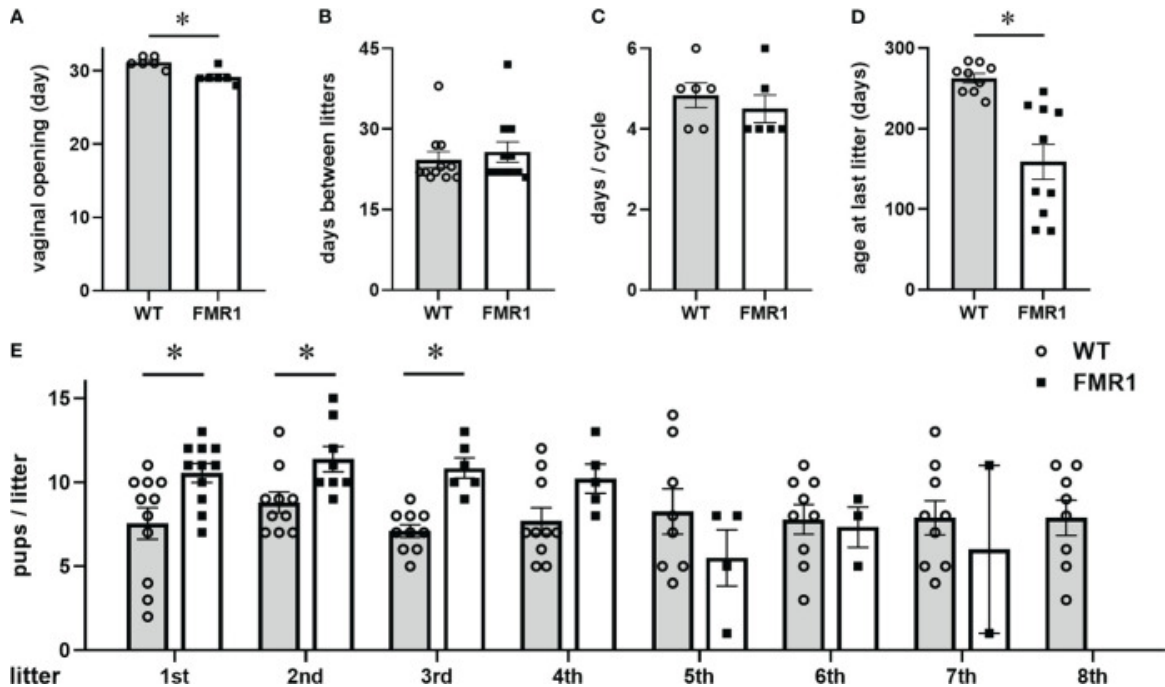 A
*
vaginal opening (day)
30
20
10
0
WT
FMR1
B
days between litters
45
30
15
0
WT
FMR1
C
days / cycle
6
4
2
0
WT
FMR1
D
*
age at last litter (days)
300
200
100
0
WT
FMR1
E
WT
FMR1
*
*
*
pups / litter
15
10
5
0
litter
1st
2nd
3rd
4th
5th
6th
7th
8th